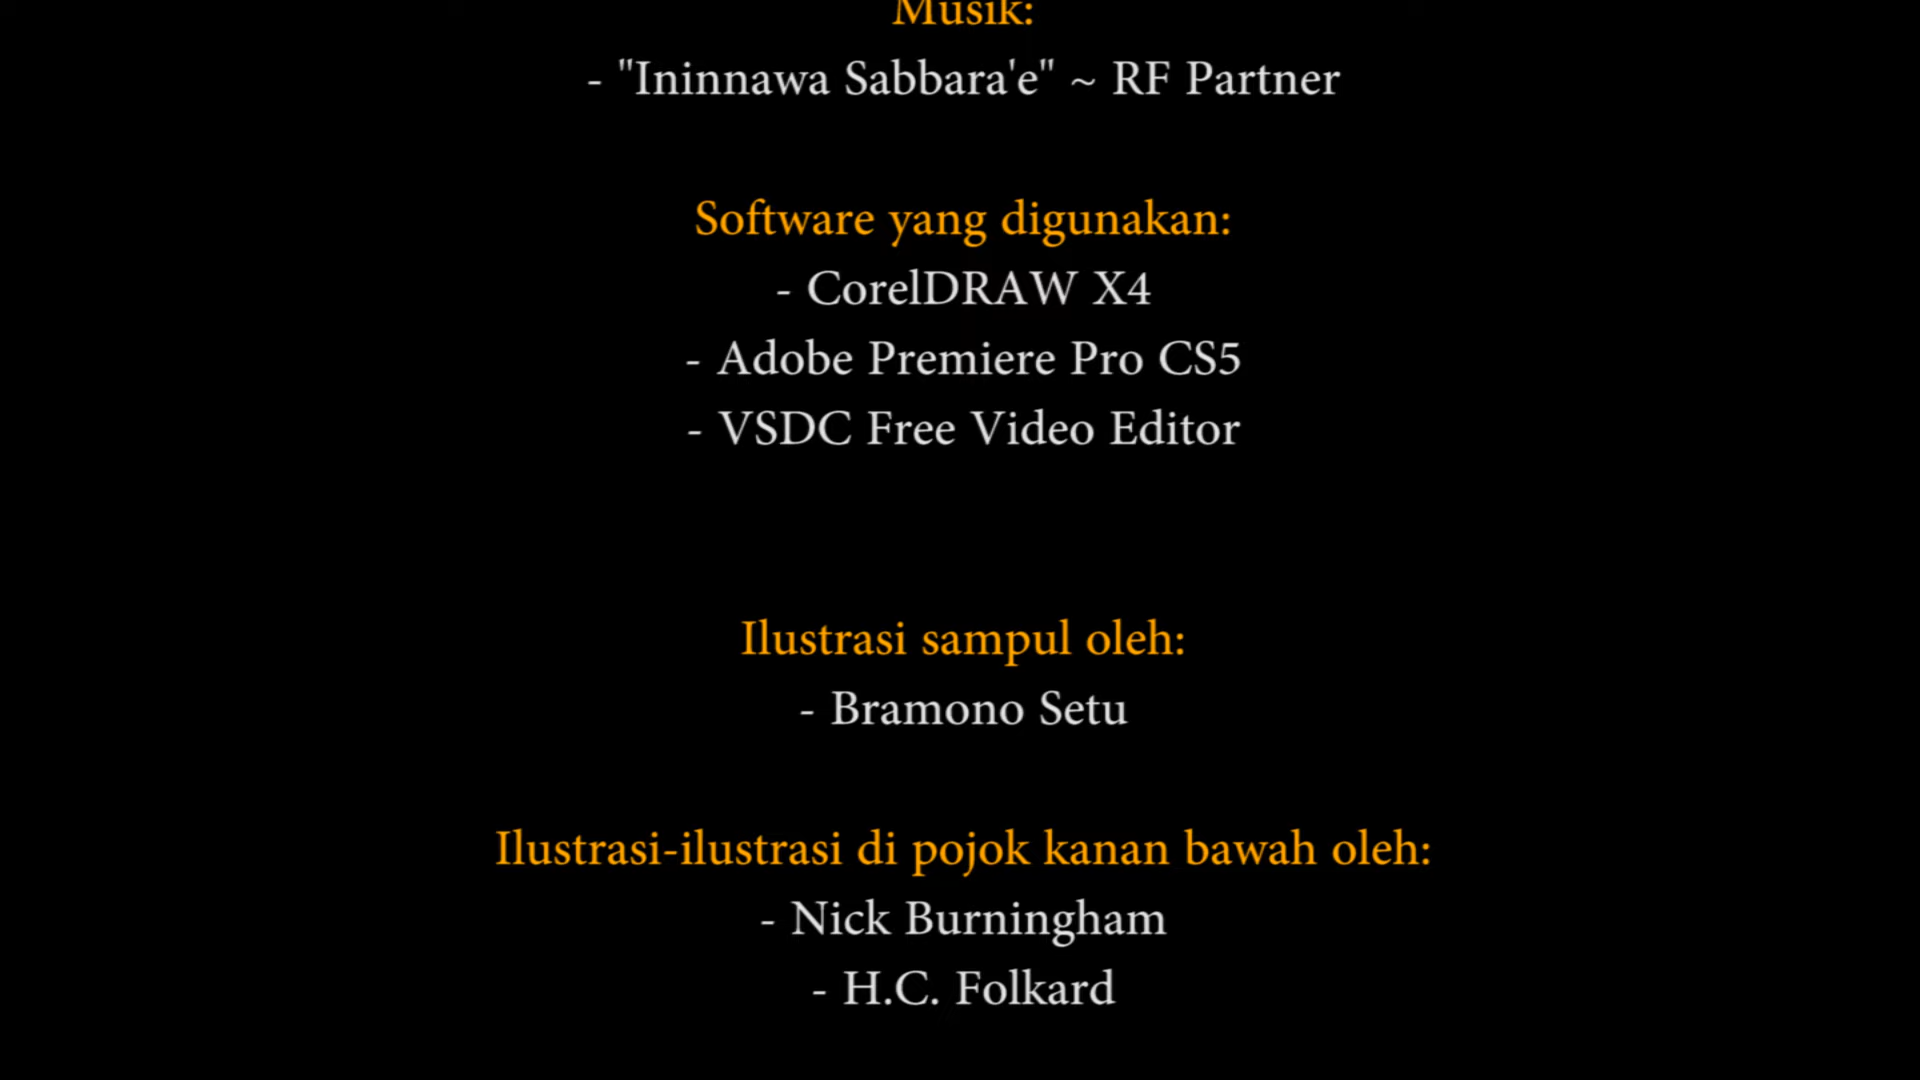 Musik:
- "Ininnawa Sabbara'e" ~ RF Partner
Software yang digunakan:
- CorelDRAW X4
- Adobe Premiere Pro CS5
- VSDC Free Video Editor
Ilustrasi sampul oleh:
- Bramono Setu
Ilustrasi-ilustrasi di pojok kanan bawah oleh:
- Nick Burningham
- H.C. Folkard